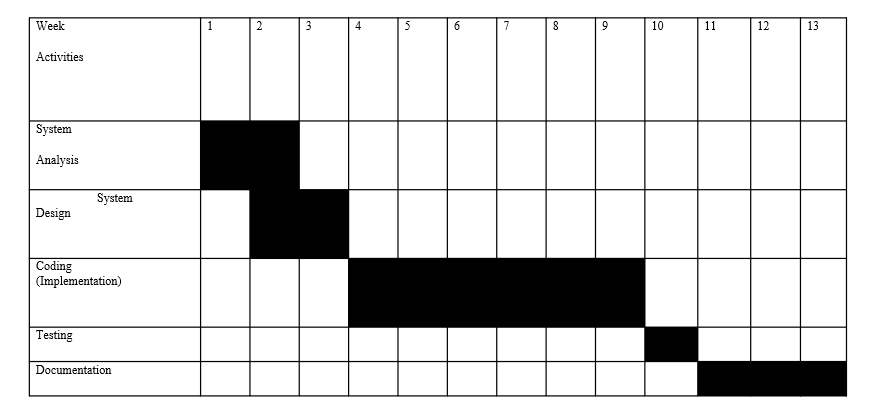 Week 1 2 3 4 5 6 7 8 9 10 11 12 13
Activities
System
Analysis
System
Design
Coding
(Implementation)
Testing
Documentation